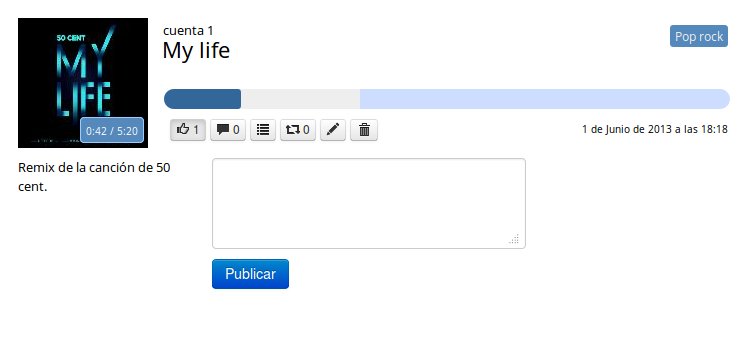 cuenta 1
My life
Pop rock
50 CENT
MY
LIFE
0:42 / 5:20
1
0
0
1 de Junio de 2013 a las 18:18
Remix de la canción de 50
cent.
Publicar